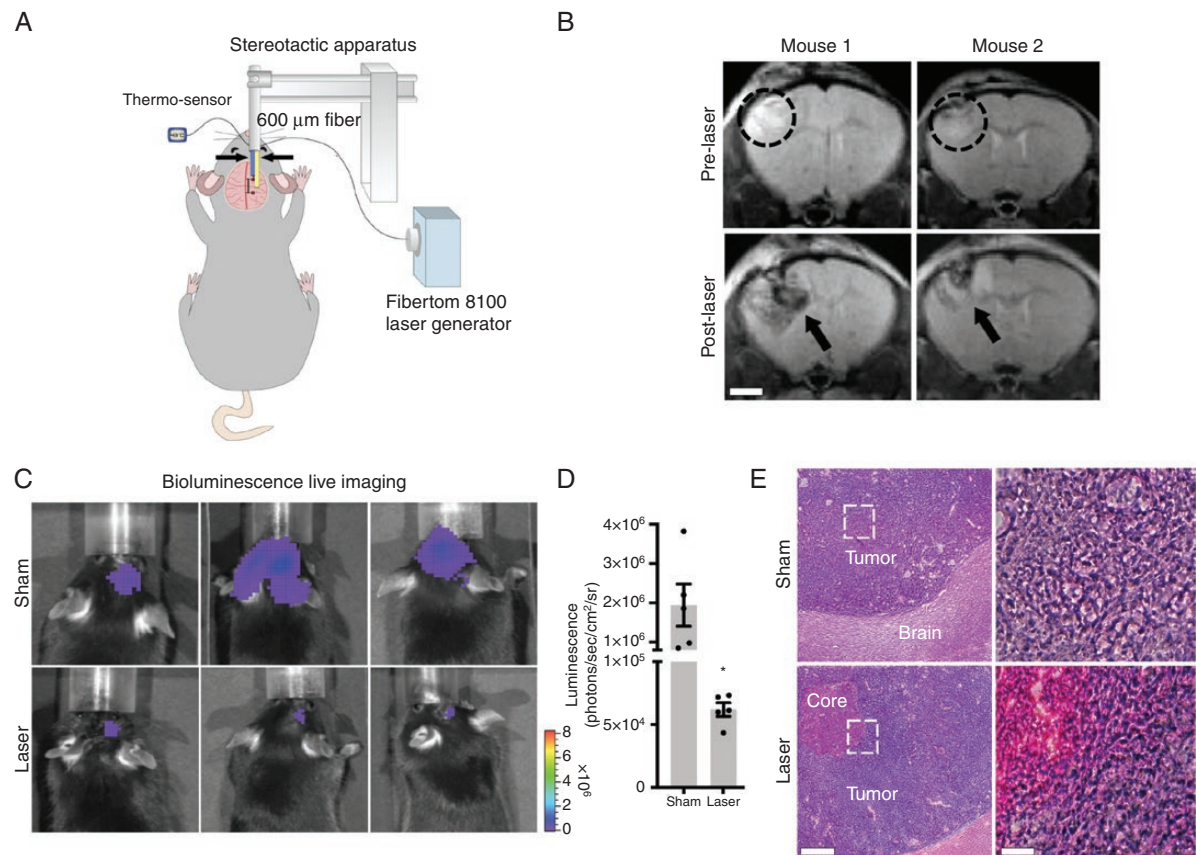 A
Stereotactic apparatus
Thermo-sensor
600 μm fiber
Fibertom 8100
laser generator
B
Mouse 1
Mouse 2
Pre-laser
Post-laser
C
Bioluminescence live imaging
Sham
Laser
8
6
4
2
0
×10⁶
D
Luminescence
(photons/sec/cm²/sr)
4×10⁶
3×10⁶
2×10⁶
1×10⁶
1×10⁵
5×10⁴
0
*
Sham
Laser
E
Sham
Tumor
Brain
Laser
Core
Tumor